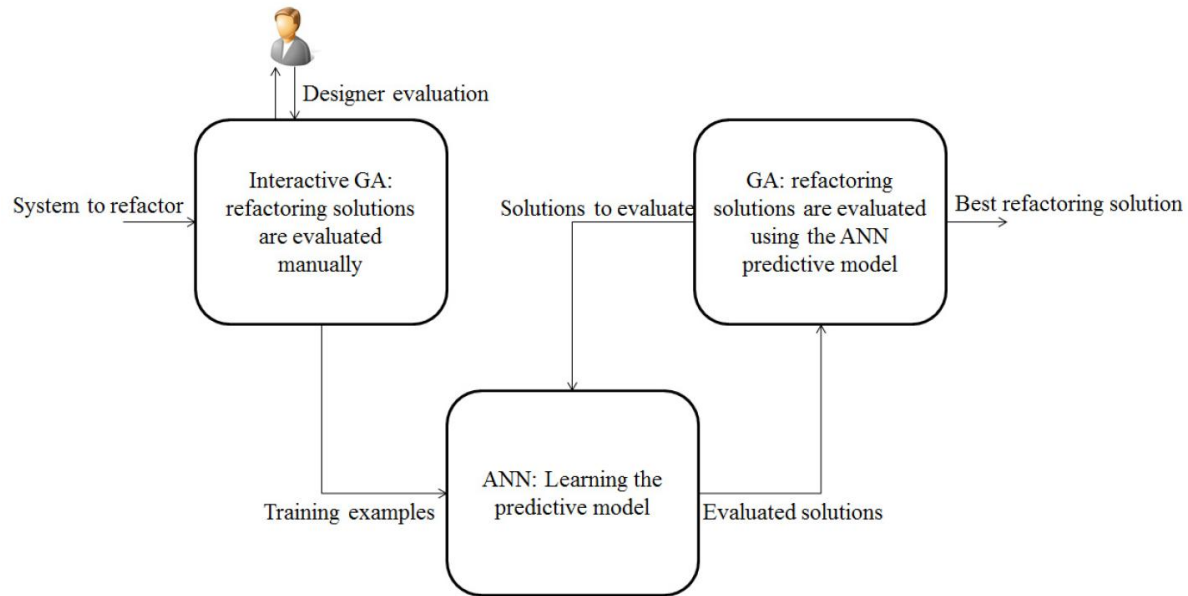 Designer evaluation
System to refactor
Interactive GA:
refactoring solutions
are evaluated
manually
Solutions to evaluate
GA: refactoring
solutions are evaluated
using the ANN
predictive model
Best refactoring solution
ANN: Learning the
predictive model
Training examples
Evaluated solutions